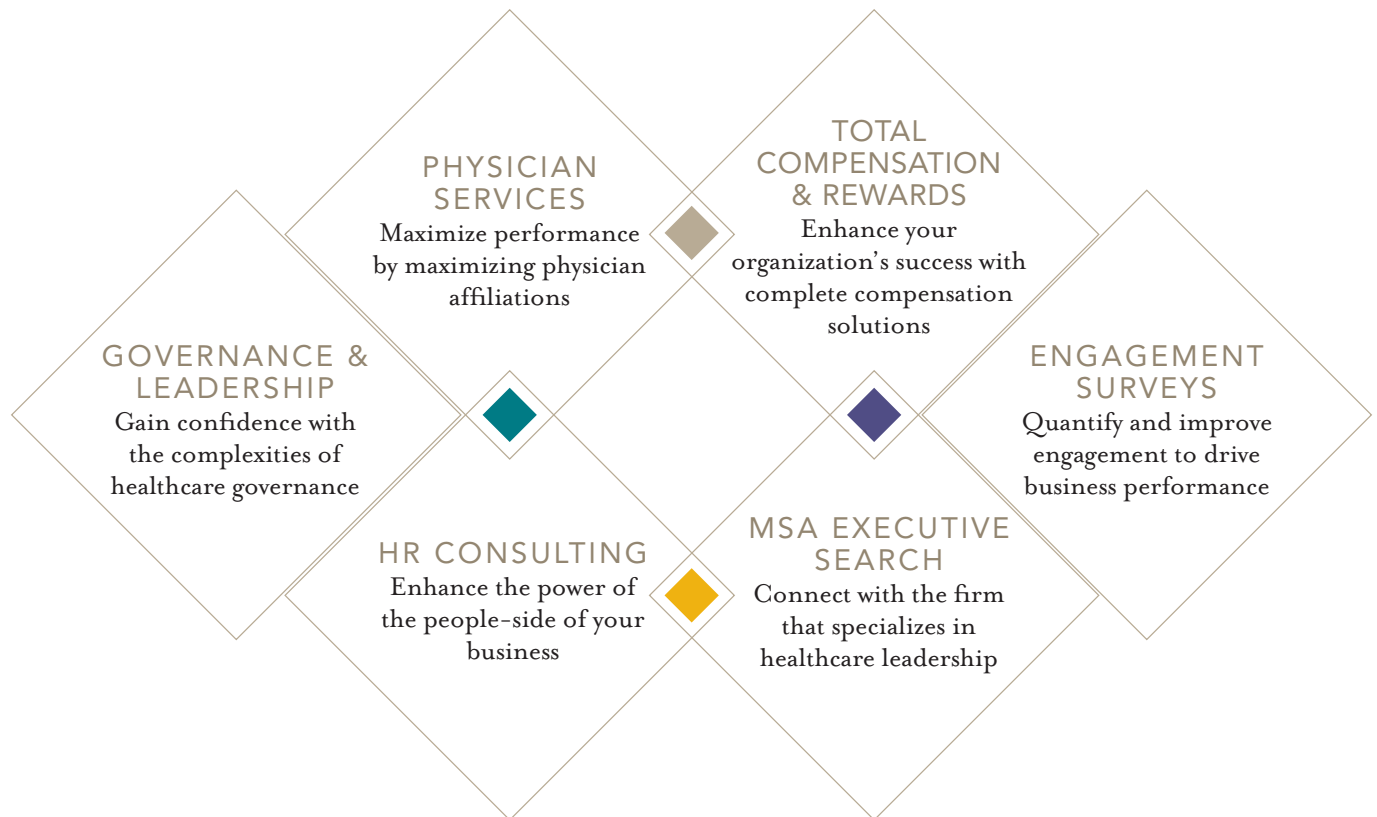 PHYSICIAN
SERVICES
Maximize performance
by maximizing physician
affiliations
TOTAL
COMPENSATION
& REWARDS
Enhance your
organization’s success with
complete compensation
solutions
GOVERNANCE &
LEADERSHIP
Gain confidence with
the complexities of
healthcare governance
ENGAGEMENT
SURVEYS
Quantify and improve
engagement to drive
business performance
HR CONSULTING
Enhance the power of
the people-side of your
business
MSA EXECUTIVE
SEARCH
Connect with the firm
that specializes in
healthcare leadership